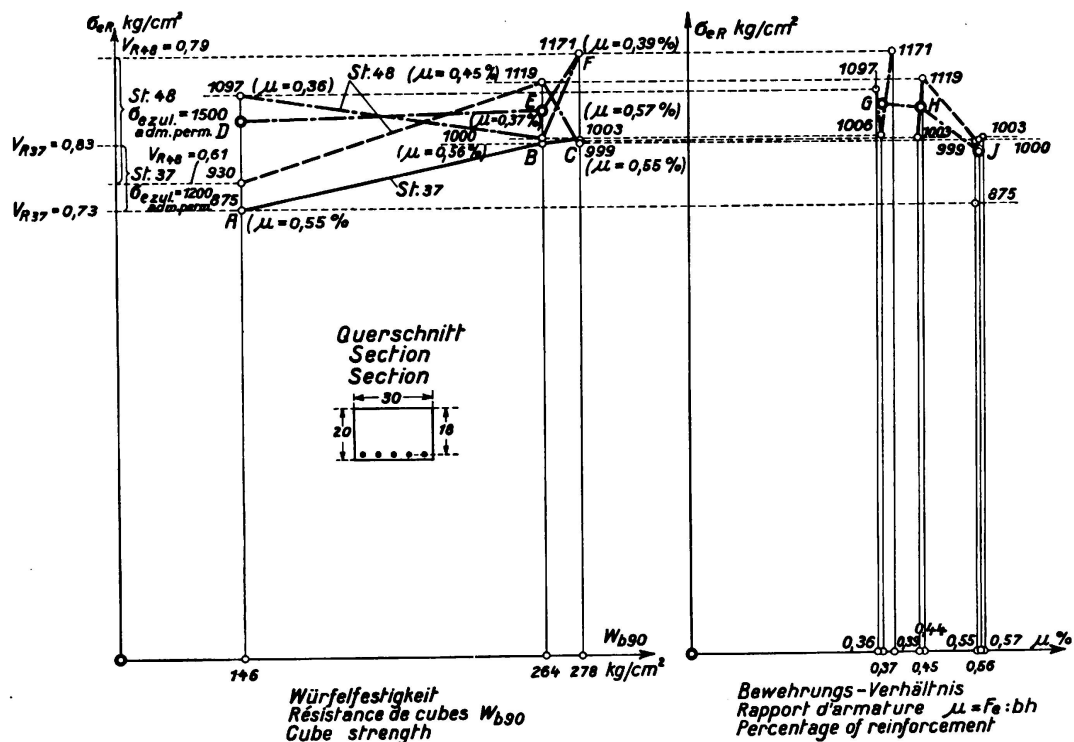 σeR kg/cm²
VR48 = 0,79
St. 48
σe zul. = 1500
adm. perm.
VR37 = 0,83
VR48 = 0,61
St. 37
σe zul. = 1200
adm. perm.
VR37 = 0,73
1097 (μ = 0,36)
D
930
875
A (μ = 0,55 %
St. 48
(μ = 0,45 %)
1119
1171 (μ = 0,39 %)
F
E
(μ = 0,37 %
(μ = 0,57 %)
1000
(μ = 0,36 %)
B
C
1003
999
(μ = 0,55 %)
St. 37
Querschnitt
Section
Section
30
20
18
Wb90
146
264
278
kg/cm²
Würfelfestigkeit
Résistance de cubes Wb90
Cube strength
σeR kg/cm²
1171
1097
1119
G
H
1006
1003
1003
999
J
1000
875
0,36
0,37
0,39
0,44
0,45
0,55
0,56
0,57
μ %
Bewehrungs-Verhältnis
Rapport d'armature μ = Fe : bh
Percentage of reinforcement